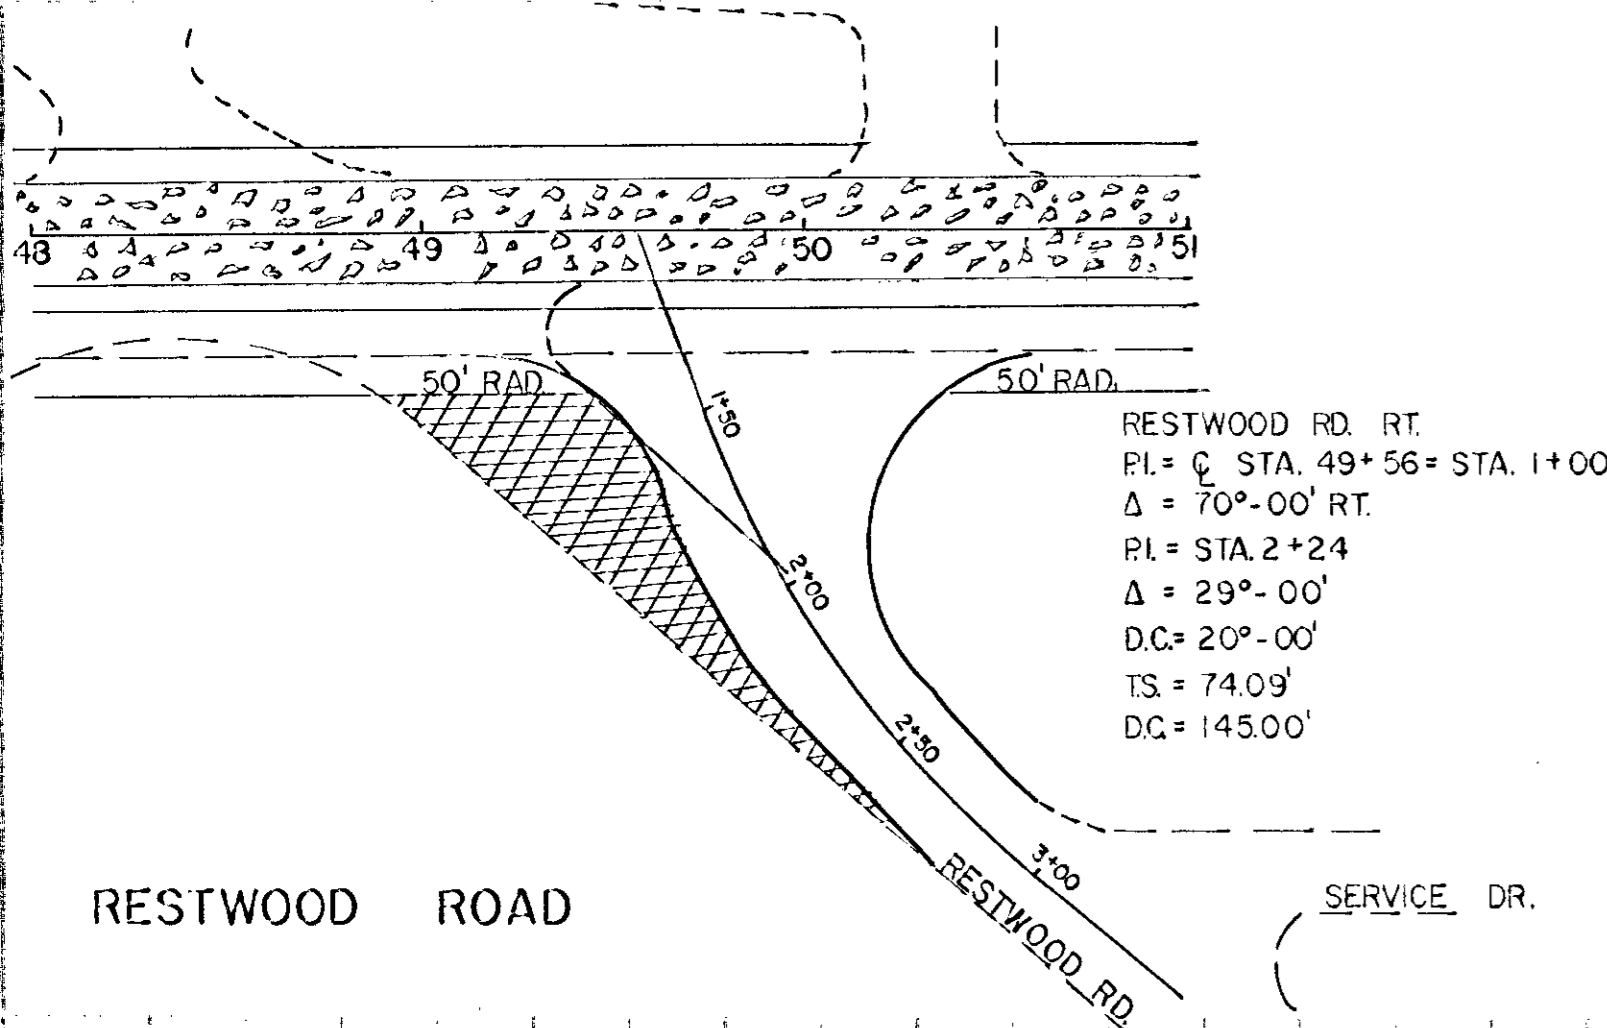 48 49 50 51
50' RAD. 50' RAD.
1+50
RESTWOOD RD. RT.
P.I. = ℄ STA. 49+56 = STA. 1+00
Δ = 70°-00' RT.
P.I. = STA. 2+24
2+00
Δ = 29°-00'
D.C. = 20°-00'
T.S. = 74.09'
D.C. = 145.00'
2+50
3+00
RESTWOOD ROAD
RESTWOOD RD.
SERVICE DR.